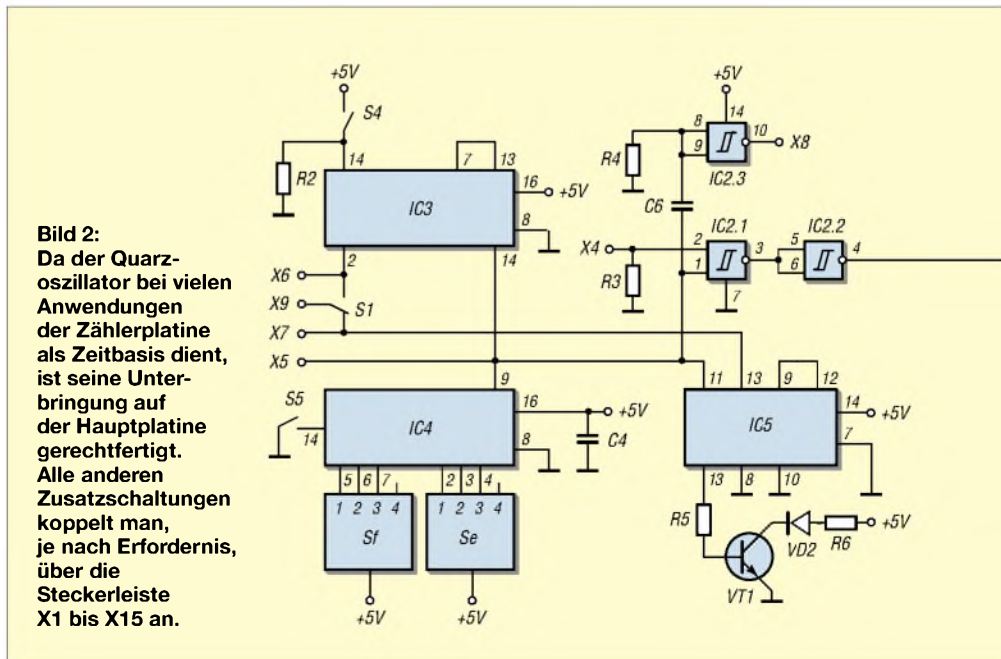 Bild 2:
Da der Quarz-
oszillator bei vielen
Anwendungen
der Zählerplatine
als Zeitbasis dient,
ist seine Unter-
bringung auf
der Hauptplatine
gerechtfertigt.
Alle anderen
Zusatzschaltungen
koppelt man,
je nach Erfordernis,
über die
Steckerleiste
X1 bis X15 an.
+5V
S4
14
R2
7
13
IC3
16
+5V
8
2
14
X6
X9
S1
X7
X5
9
S5
14
IC4
16
+5V
8
C4
5 6 7
2 3 4
1 2 3 4
1 2 3 4
Sf
Se
+5V
+5V
+5V
14
8
9
10
X8
R4
IC2.3
C6
IC2.1
IC2.2
X4
2
3
5
4
1
6
R3
7
11
13
9
12
IC5
14
+5V
7
13
8
10
R5
+5V
VD2
R6
VT1